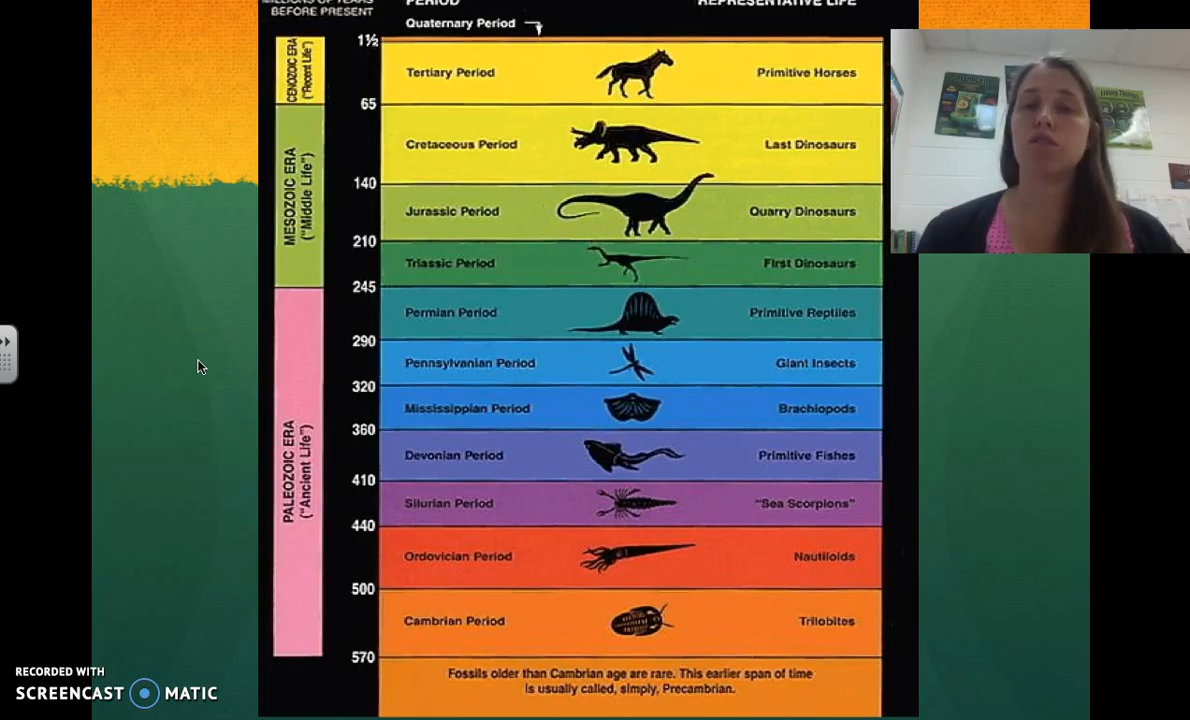 MILLIONS OF YEARS
BEFORE PRESENT
PERIOD
REPRESENTATIVE LIFE
Quaternary Period
1½
CENOZOIC ERA
("Recent Life")
Tertiary Period
Primitive Horses
65
MESOZOIC ERA
("Middle Life")
Cretaceous Period
Last Dinosaurs
140
Jurassic Period
Quarry Dinosaurs
210
Triassic Period
First Dinosaurs
245
PALEOZOIC ERA
("Ancient Life")
Permian Period
Primitive Reptiles
290
Pennsylvanian Period
Giant Insects
320
Mississippian Period
Brachiopods
360
Devonian Period
Primitive Fishes
410
Silurian Period
"Sea Scorpions"
440
Ordovician Period
Nautiloids
500
Cambrian Period
Trilobites
570
Fossils older than Cambrian age are rare. This earlier span of time
is usually called, simply, Precambrian.
Living Things
RECORDED WITH
SCREENCAST MATIC